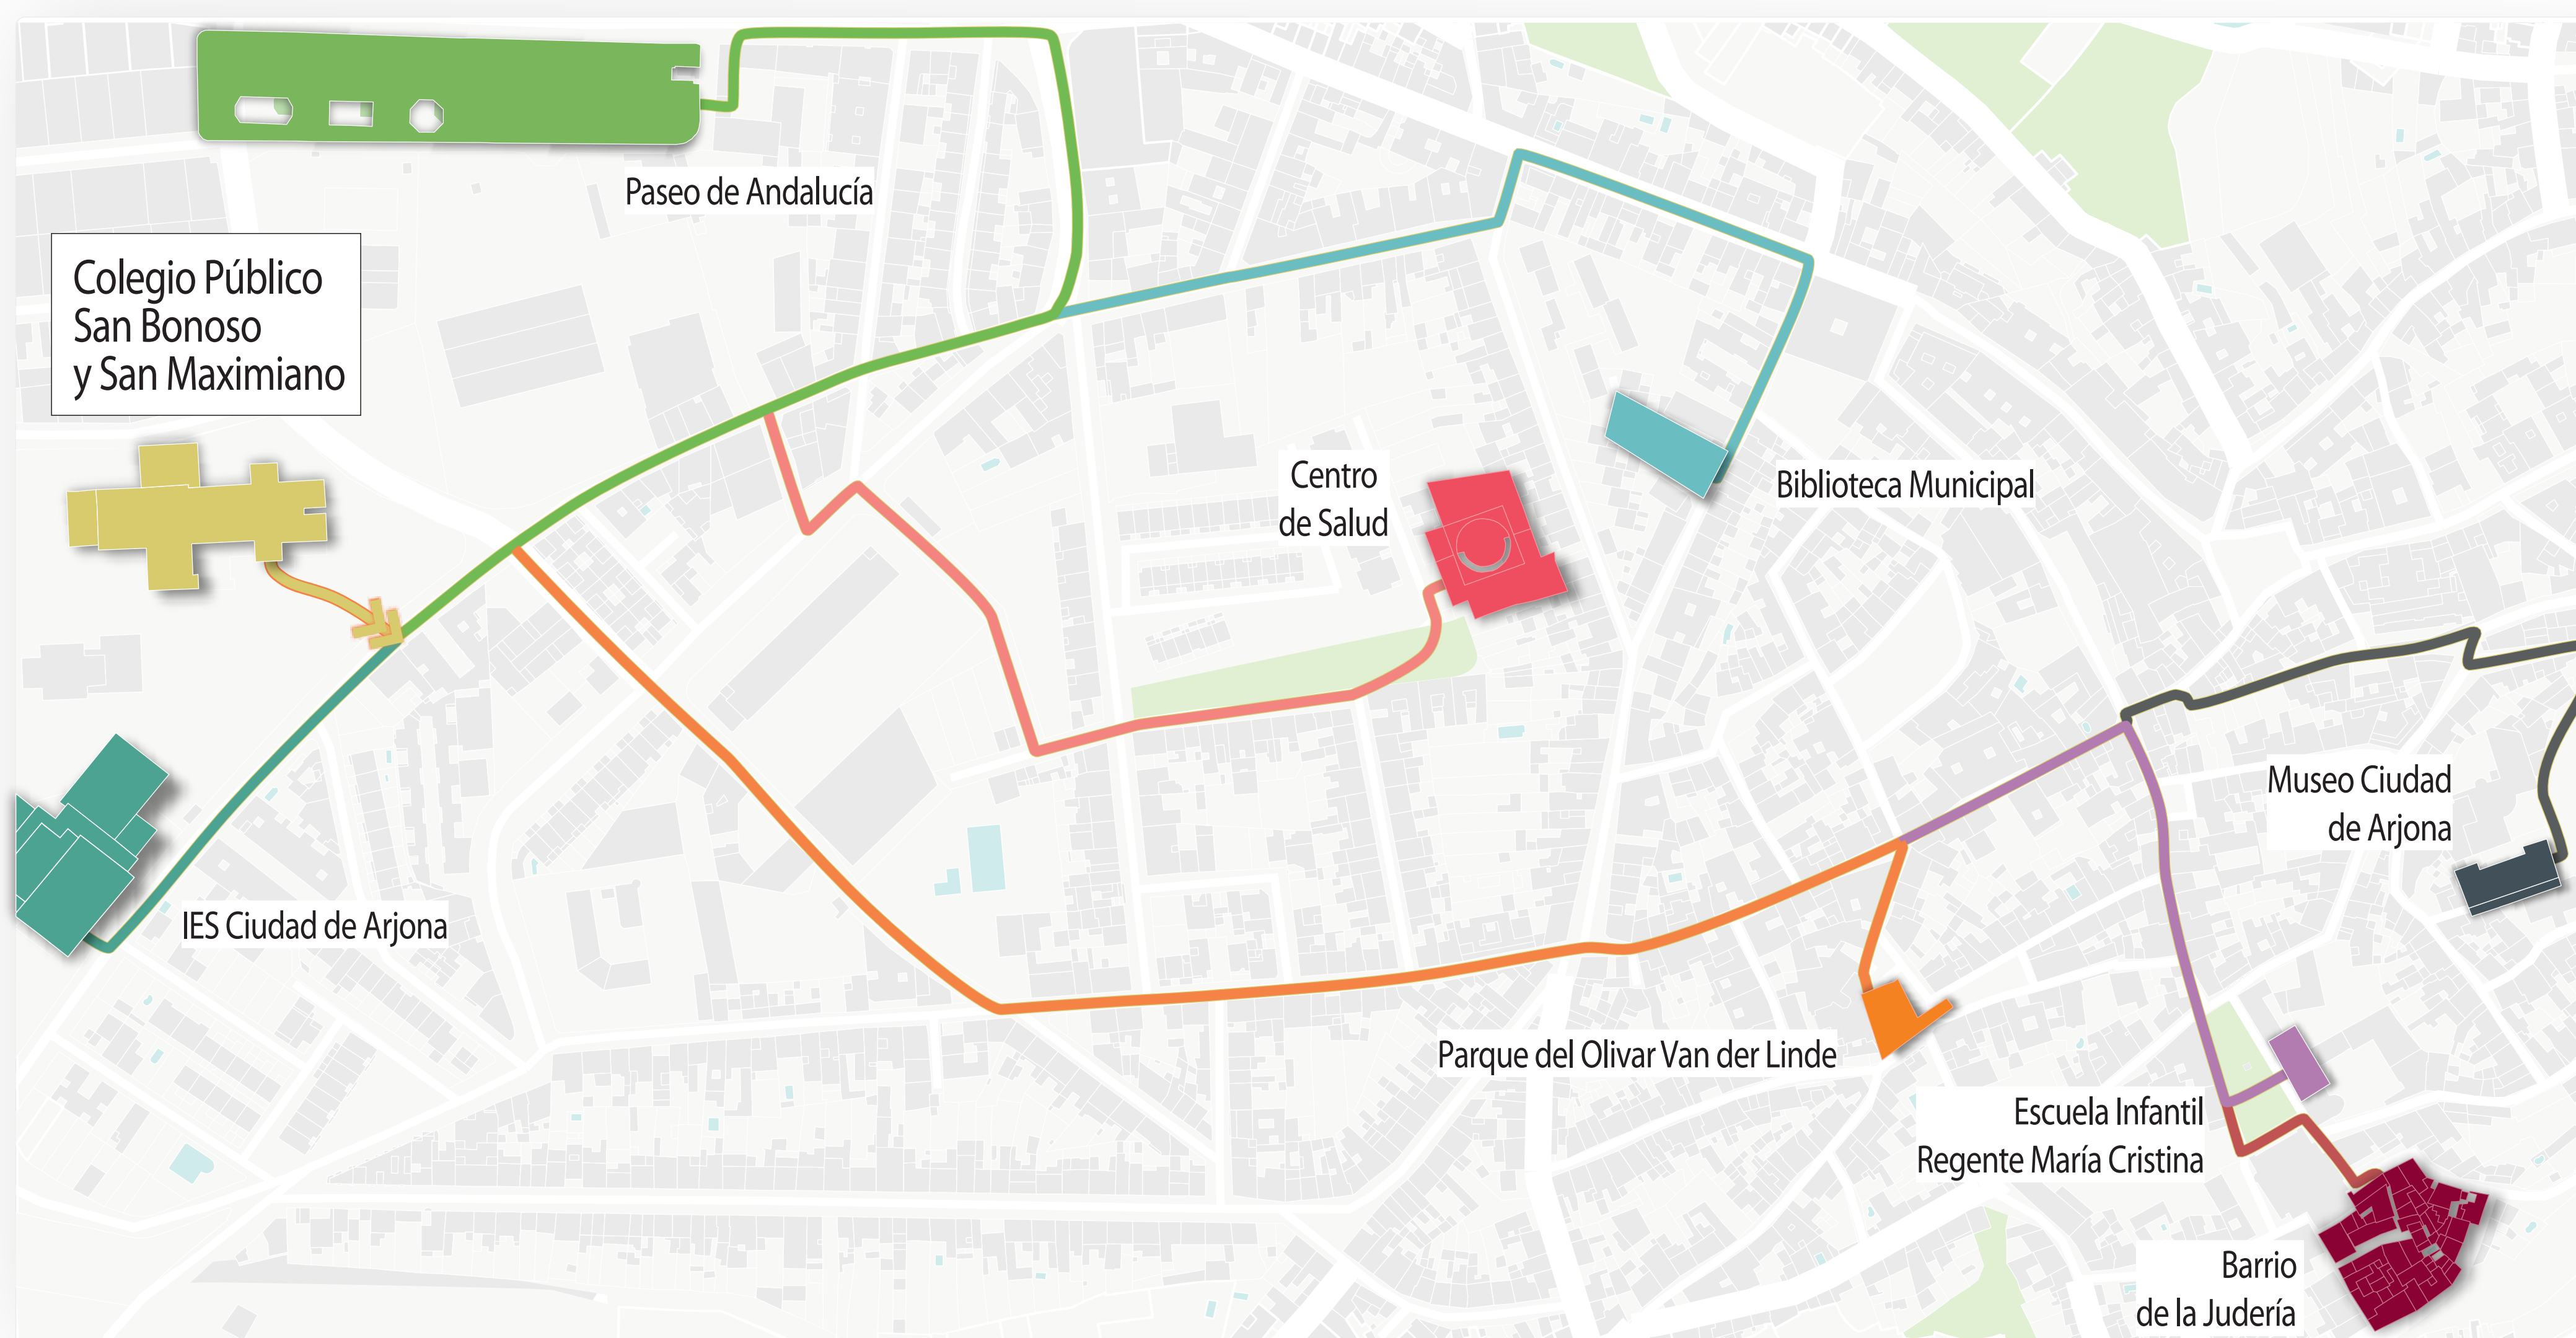 Paseo de Andalucía
Colegio Público
San Bonoso
y San Maximiano
Centro
de Salud
Biblioteca Municipal
Museo Ciudad
de Arjona
IES Ciudad de Arjona
Parque del Olivar Van der Linde
Escuela Infantil
Regente María Cristina
Barrio
de la Judería